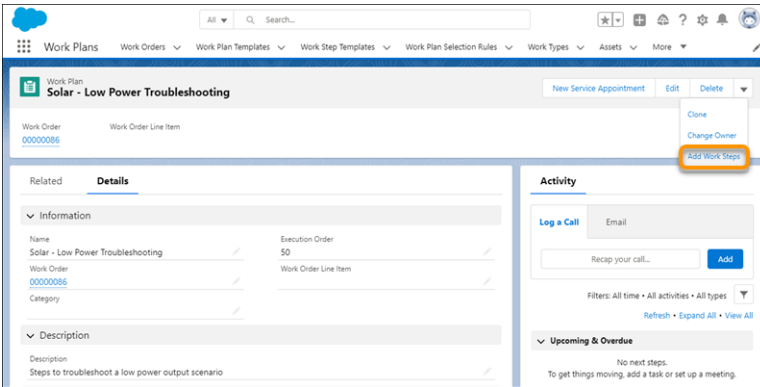 All Search...
Work Plans Work Orders Work Plan Templates Work Step Templates Work Plan Selection Rules Work Types Assets More
Work Plan
Solar - Low Power Troubleshooting
New Service Appointment Edit Delete
Clone
Change Owner
Add Work Steps
Work Order Work Order Line Item
00000086
Related Details
Information
Name
Solar - Low Power Troubleshooting
Execution Order
50
Work Order
00000086
Work Order Line Item
Category
Description
Description
Steps to troubleshoot a low power output scenario
Activity
Log a Call Email
Recap your call... Add
Filters: All time • All activities • All types
Refresh • Expand All • View All
Upcoming & Overdue
No next steps.
To get things moving, add a task or set up a meeting.